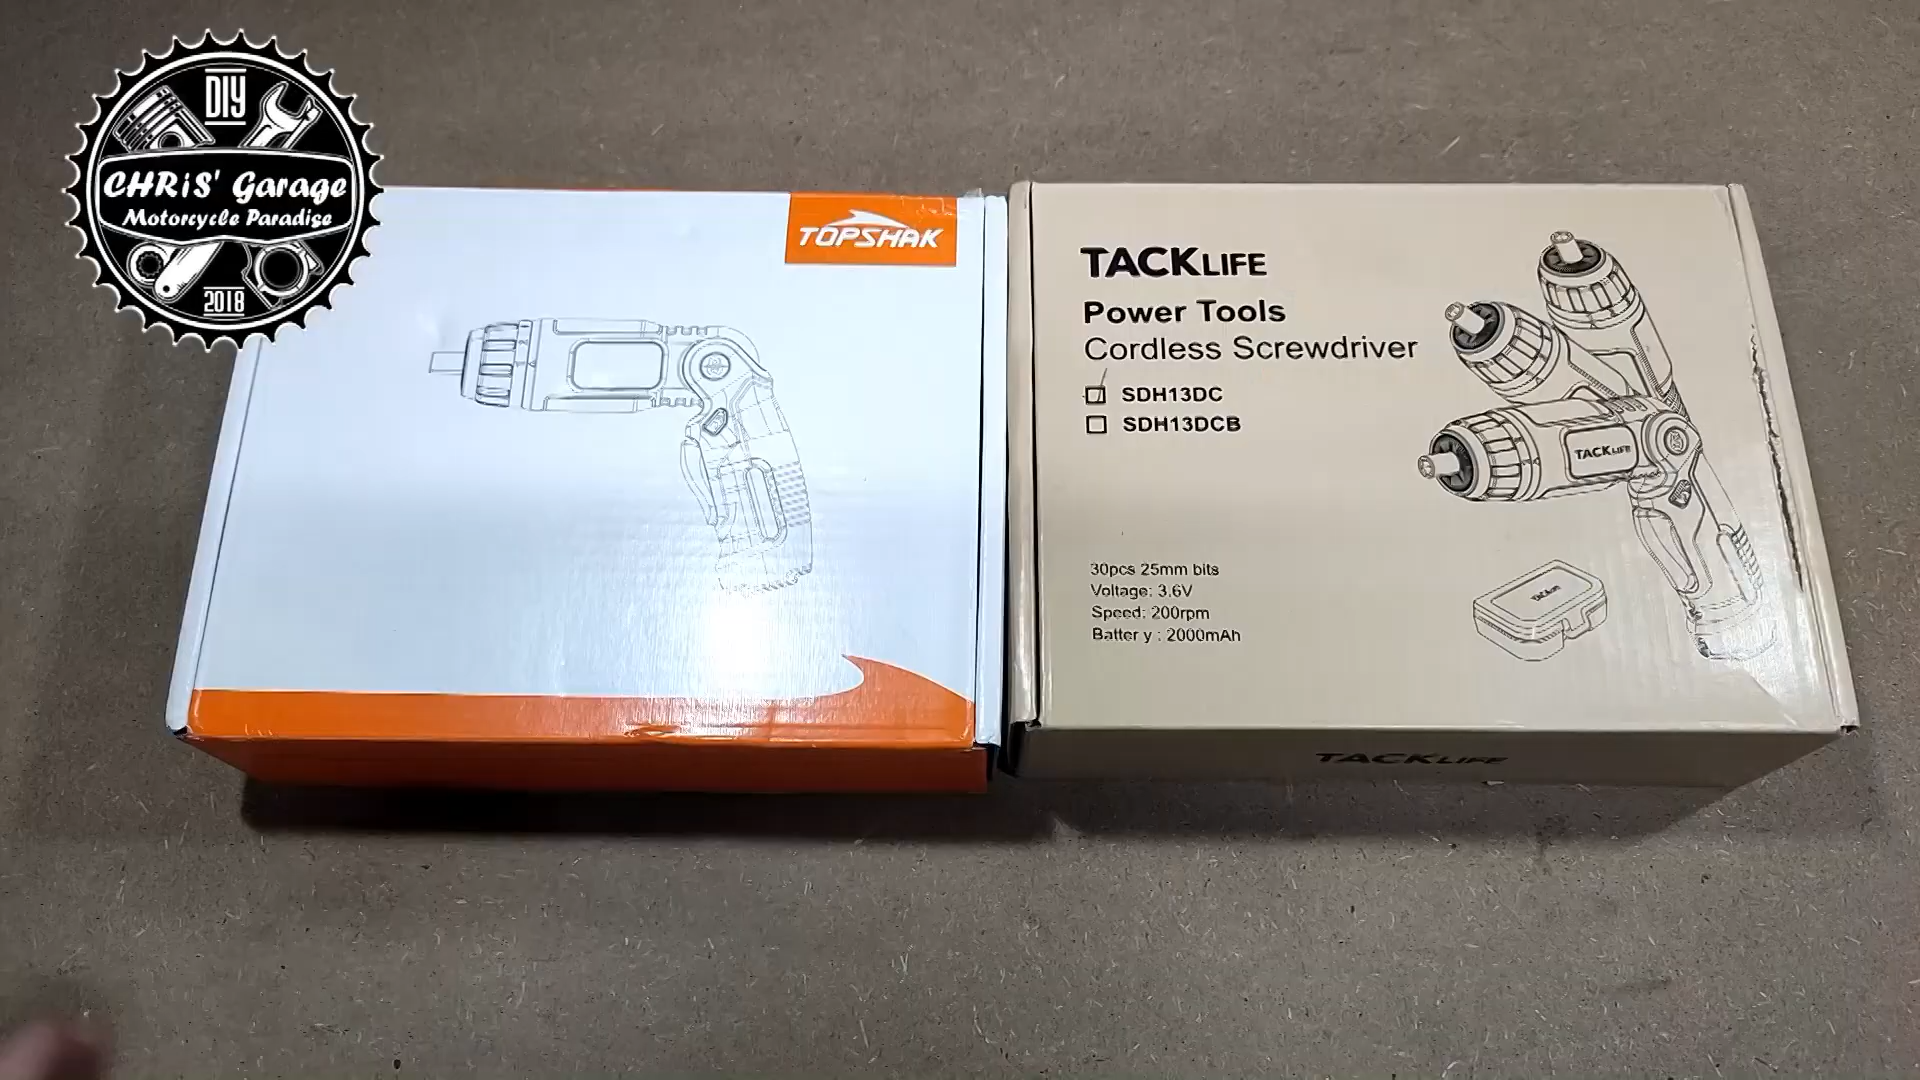 DIY
CHRiS' Garage
Motorcycle Paradise
2018
TOPSHAK
TACKLIFE
Power Tools
Cordless Screwdriver
SDH13DC
SDH13DCB
TACKLIFE
30pcs 25mm bits
Voltage: 3.6V
Speed: 200rpm
Batter y : 2000mAh
TACKLIFE
TACKLIFE